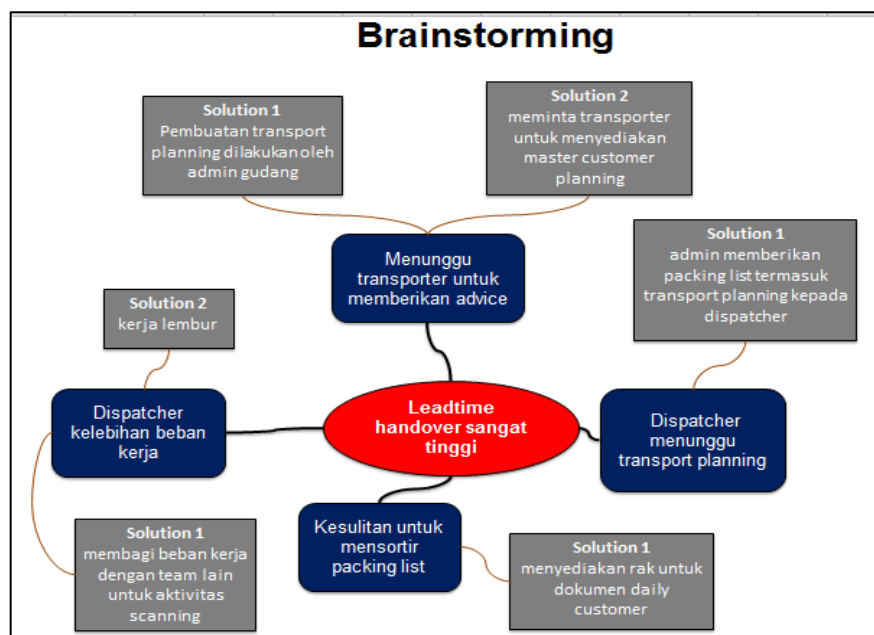 Brainstorming
Solution 1
Pembuatan transport
planning dilakukan oleh
admin gudang
Solution 2
meminta transporter
untuk menyediakan
master customer
planning
Menunggu
transporter untuk
memberikan advice
Solution 1
admin memberikan
packing list termasuk
transport planning kepada
dispatcher
Solution 2
kerja lembur
Dispatcher
kelebihan beban
kerja
Leadtime
handover sangat
tinggi
Dispatcher
menunggu
transport planning
Solution 1
membagi beban kerja
dengan team lain
untuk aktivitas
scanning
Kesulitan untuk
mensortir
packing list
Solution 1
menyediakan rak untuk
dokumen daily
customer